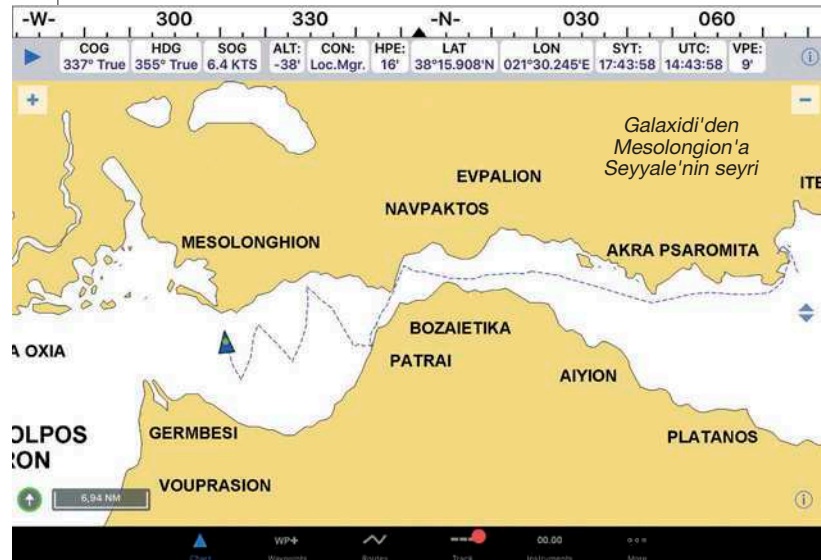 -W- 300 330 -N- 030 060
COG HDG SOG ALT: CON: HPE: LAT LON SYT: UTC: VPE:
337° True 355° True 6.4 KTS -38' Loc.Mgr. 16' 38°15.908'N 021°30.245'E 17:43:58 14:43:58 9'
Galaxidi'den
Mesolongion'a
Seyyale'nin seyri
EVPALION
ITE
NAVPAKTOS
MESOLONGHION
AKRA PSAROMITA
BOZAIETIKA
A OXIA
PATRAI
AIYION
OLPOS
RON
GERMBESI
PLATANOS
VOUPRASION
6,94 NM
WP+ 00.00
Chart Waypoints Routes Track Instruments More